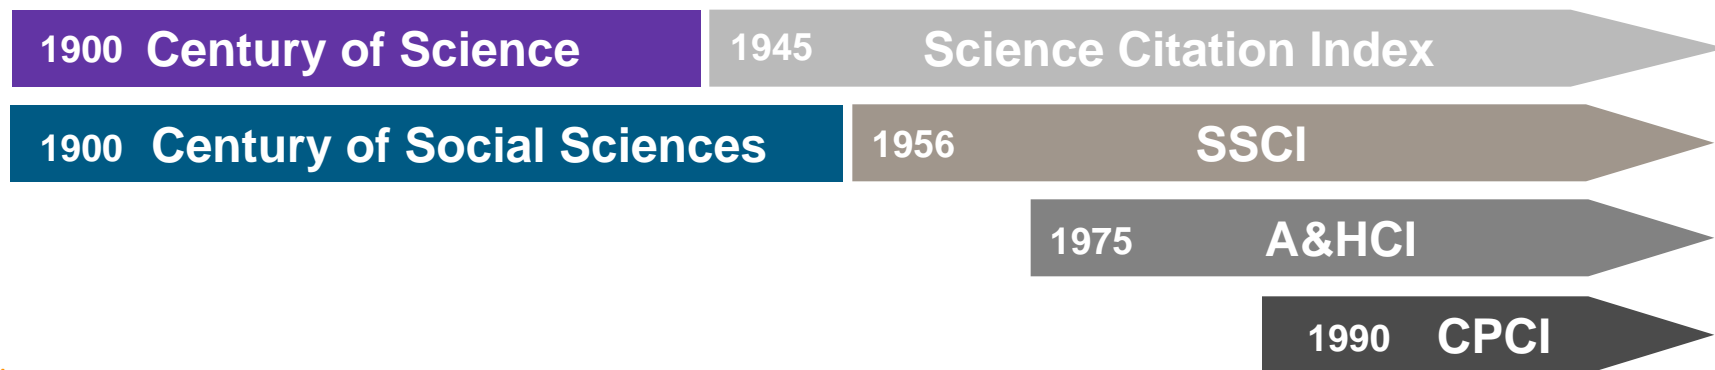 1900 Century of Science 1945 Science Citation Index
1900 Century of Social Sciences 1956 SSCI
1975 A&HCI
1990 CPCI